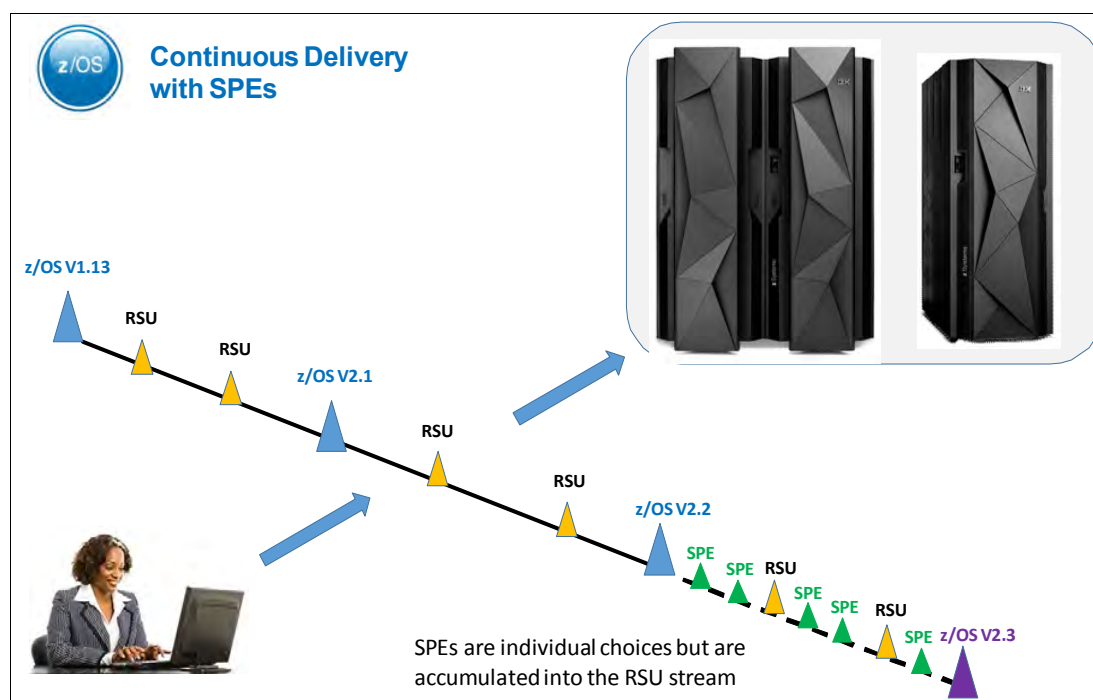 z/OS
Continuous Delivery
with SPEs
z/OS V1.13
RSU
RSU
z/OS V2.1
RSU
RSU
z/OS V2.2
SPE
SPE
RSU
SPE
SPE
RSU
SPE
z/OS V2.3
SPEs are individual choices but are
accumulated into the RSU stream